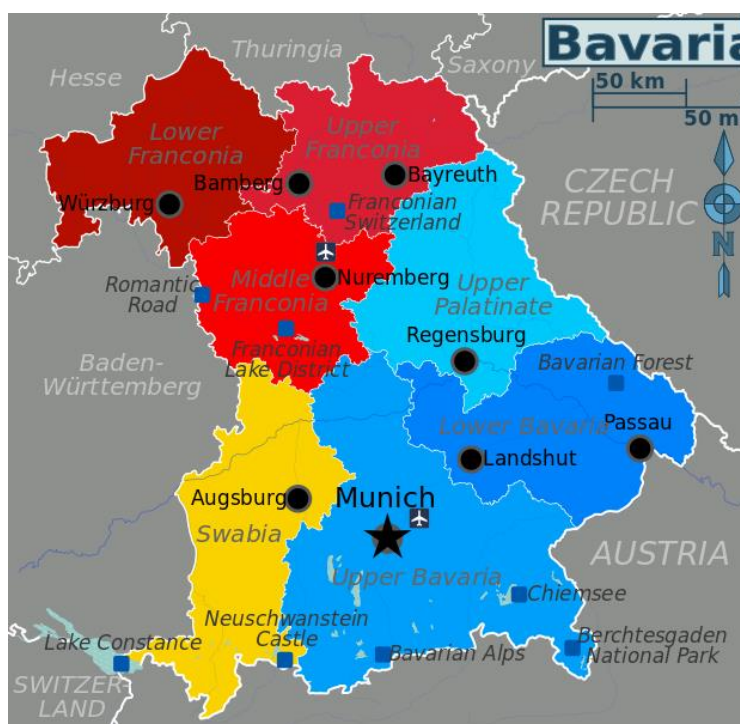 Bavaria
Thuringia
Saxony
Hesse
50 km
50 m
Lower
Franconia
Upper
Franconia
Bamberg
Bayreuth
Würzburg
Franconian
Switzerland
CZECH
REPUBLIC
N
Romantic
Road
Middle
Franconia
Nuremberg
Upper
Palatinate
Franconian
Lake District
Regensburg
Baden-
Württemberg
Bavarian Forest
Passau
Lower Bavaria
Landshut
Augsburg
Munich
Swabia
Upper Bavaria
AUSTRIA
Chiemsee
Neuschwanstein
Castle
Lake Constance
Bavarian Alps
Berchtesgaden
National Park
SWITZER-
LAND